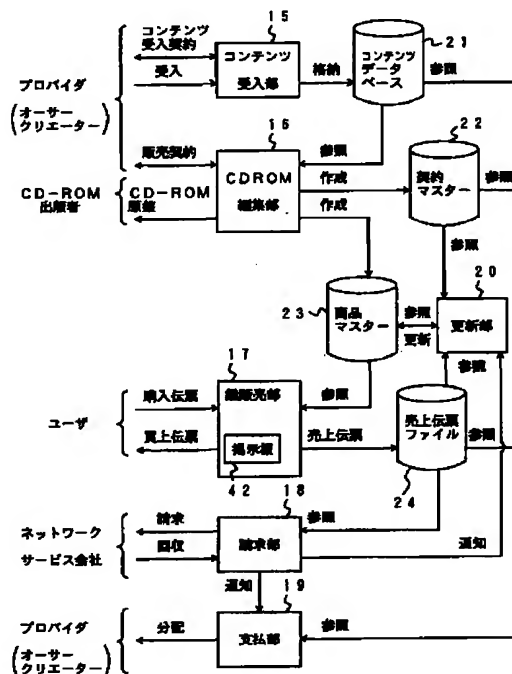 コンテンツ
受入契約
受入
プロバイダ
(オーサー
クリエーター)
販売契約
15
コンテンツ
受入部
格納
コンテンツ
データ
ベース
21
参照
16
参照
CDROM
編集部
作成
作成
22
契約
マスター
参照
CD-ROM
出版者
CD-ROM
原盤
参照
20
更新部
23
商品
マスター
参照
更新
参照
17
参照
ユーザ
購入伝票
買上伝票
販売部
掲示板
42
売上伝票
売上伝票
ファイル
24
参照
18
参照
ネットワーク
サービス会社
請求
回収
請求部
通知
通知
19
プロバイダ
(オーサー
クリエーター)
分配
支払部
参照